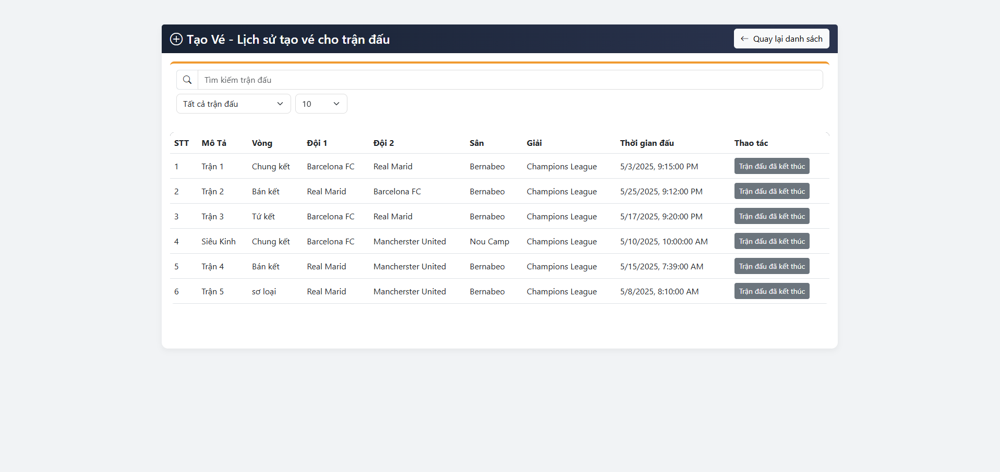 Tạo Vé - Lịch sử tạo vé cho trận đấu
Quay lại danh sách
Tìm kiếm trận đấu
Tất cả trận đấu 10
STT Mô Tả Vòng Đội 1 Đội 2 Sân Giải Thời gian đấu Thao tác
1 Trận 1 Chung kết Barcelona FC Real Marid Bernabeo Champions League 5/3/2025, 9:15:00 PM Trận đấu đã kết thúc
2 Trận 2 Bán kết Real Marid Barcelona FC Bernabeo Champions League 5/25/2025, 9:12:00 PM Trận đấu đã kết thúc
3 Trận 3 Tứ kết Barcelona FC Real Marid Bernabeo Champions League 5/17/2025, 9:20:00 PM Trận đấu đã kết thúc
4 Siêu Kinh Chung kết Barcelona FC Mancherster United Nou Camp Champions League 5/10/2025, 10:00:00 AM Trận đấu đã kết thúc
5 Trận 4 Bán kết Real Marid Mancherster United Bernabeo Champions League 5/15/2025, 7:39:00 AM Trận đấu đã kết thúc
6 Trận 5 sơ loại Real Marid Mancherster United Bernabeo Champions League 5/8/2025, 8:10:00 AM Trận đấu đã kết thúc